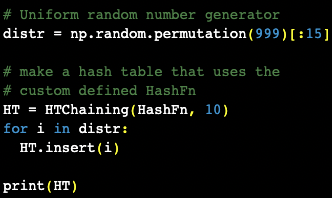 # Uniform random number generator
distr = np.random.permutation(999)[:15]
# make a hash table that uses the
# custom defined HashFn
HT = HTChaining(HashFn, 10)
for i in distr:
  HT.insert(i)
print(HT)